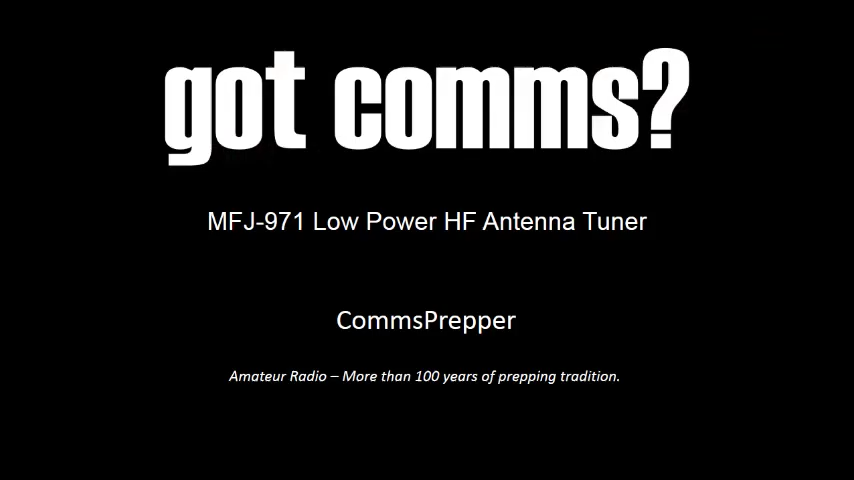 got comms?
MFJ-971 Low Power HF Antenna Tuner
CommsPrepper
Amateur Radio – More than 100 years of prepping tradition.